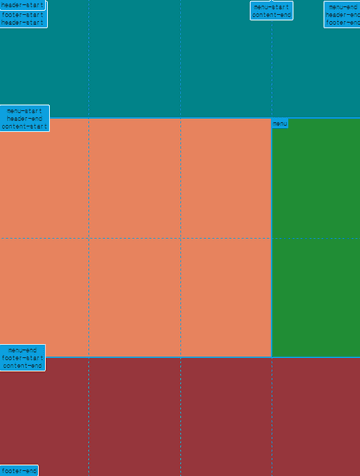 header-start
footer-start
header-start
menu-start
content-end
menu-end
header-end
footer-end
menu-start
header-end
content-start
menu
menu-end
footer-start
content-end
footer-end